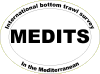 International bottom trawl survey
MEDITS
in the Mediterranean